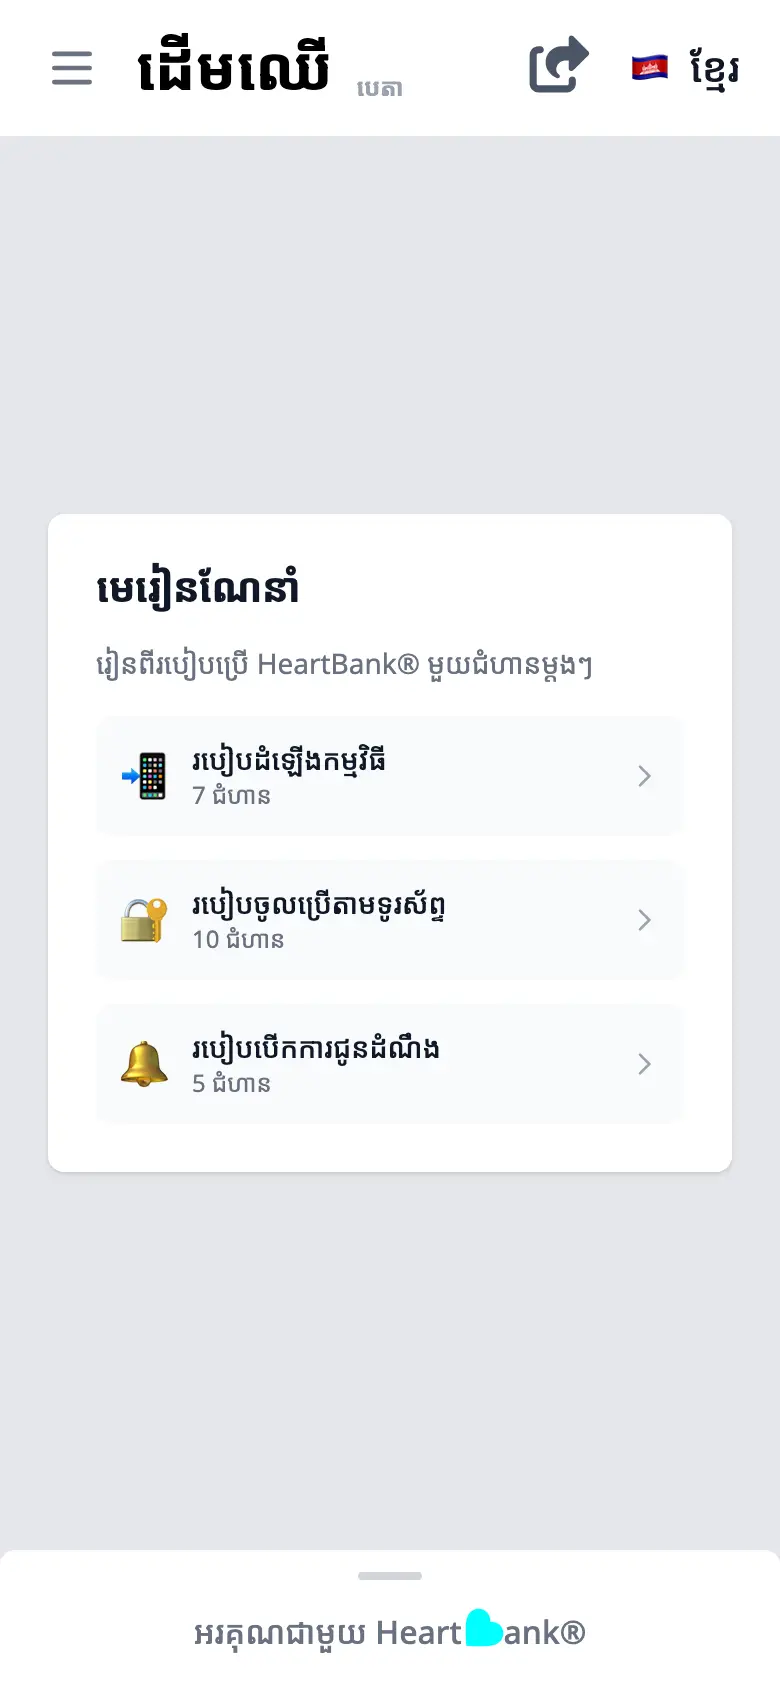 ដើមឈើ បេតា ខ្មែរ
មេរៀនណែនាំ
រៀនពីរបៀបប្រើ HeartBank® មួយជំហានម្តងៗ
របៀបដំឡើងកម្មវិធី
7 ជំហាន
របៀបចូលប្រើតាមទូរស័ព្ទ
10 ជំហាន
របៀបបើកការជូនដំណឹង
5 ជំហាន
អរគុណជាមួយ HeartBank®